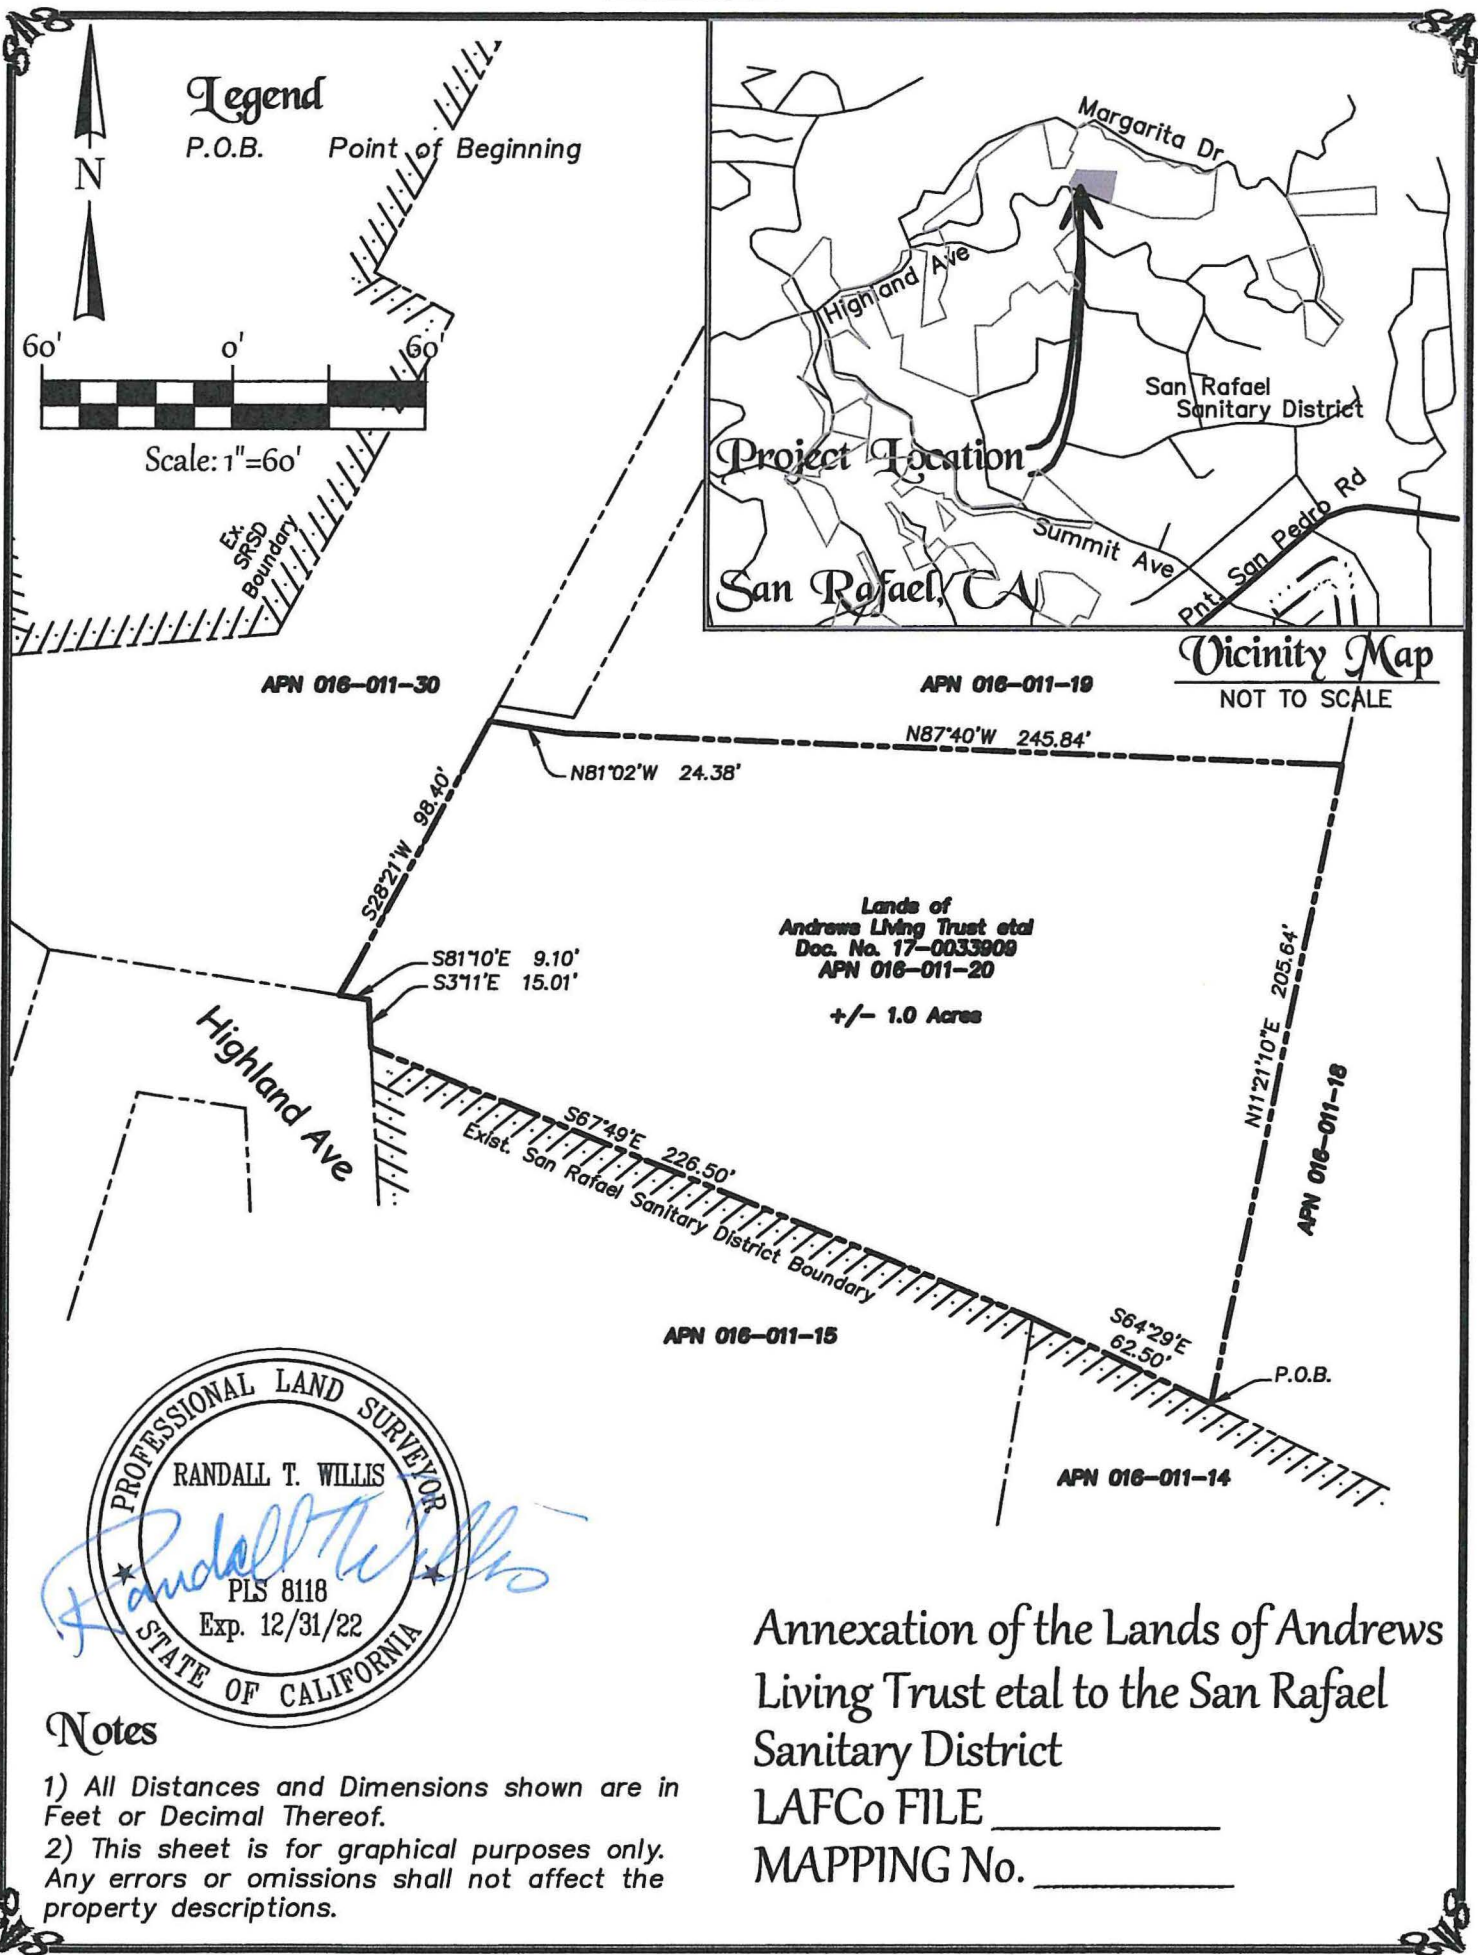 Legend
P.O.B. Point of Beginning
N
60' 0' 60'
Scale: 1"=60'
Ex.
SRSD
Boundary
Margarita Dr
Highland Ave
San Rafael
Sanitary District
Project Location
Summit Ave
Pnt. San Pedro Rd
San Rafael, CA
Vicinity Map
NOT TO SCALE
APN 016-011-30
APN 016-011-19
N87°40'W 245.84'
N81°02'W 24.38'
S28°21'W 98.40'
Lands of
Andrews Living Trust etal
Doc. No. 17-0033909
APN 016-011-20
+/- 1.0 Acres
S81°10'E 9.10'
S3°11'E 15.01'
N11°21'10"E 205.64'
APN 016-011-18
Highland Ave
S67°49'E 226.50'
Exist. San Rafael Sanitary District Boundary
S64°29'E
62.50'
P.O.B.
APN 016-011-15
APN 016-011-14
PROFESSIONAL LAND SURVEYOR
RANDALL T. WILLIS
Randall T Willis
PLS 8118
Exp. 12/31/22
STATE OF CALIFORNIA
Annexation of the Lands of Andrews
Living Trust etal to the San Rafael
Sanitary District
LAFCo FILE
MAPPING No.
Notes
1) All Distances and Dimensions shown are in
Feet or Decimal Thereof.
2) This sheet is for graphical purposes only.
Any errors or omissions shall not affect the
property descriptions.